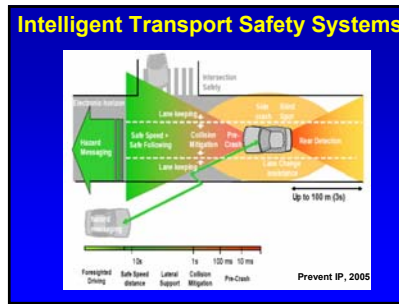 Intelligent Transport Safety Systems
Intersection
Safety
Electronic horizon
Lane keeping
Side
crash
Blind
Spot
Hazard
Messaging
Safe Speed +
Safe Following
Collision
Mitigation
Pre-
Crash
Rear Detection
Lane keeping
Lane Change
Assistance
Up to 100 m (3s)
Hazard
messaging
10s
1s
100 ms
10 ms
Foresighted
Driving
Safe Speed
distance
Lateral
Support
Collision
Mitigation
Pre-Crash
Prevent IP, 2005